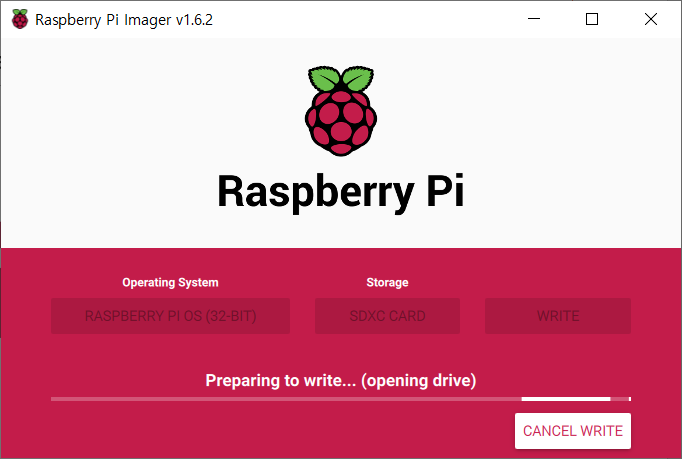 Raspberry Pi Imager v1.6.2
Raspberry Pi
Operating System
Storage
RASPBERRY PI OS (32-BIT)
SDXC CARD
WRITE
Preparing to write... (opening drive)
CANCEL WRITE